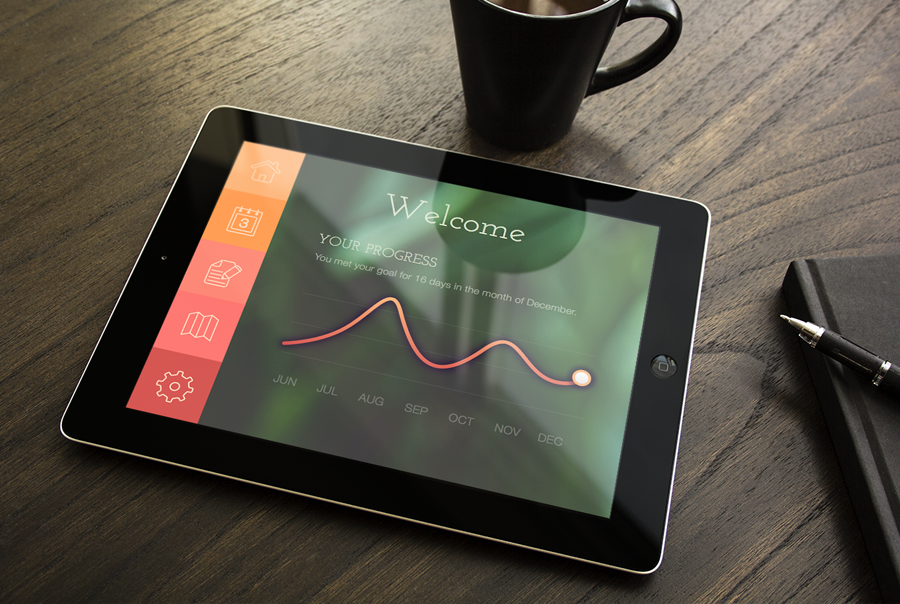 Welcome
YOUR PROGRESS
You met your goal for 16 days in the month of December.
3
JUN JUL AUG SEP OCT NOV DEC